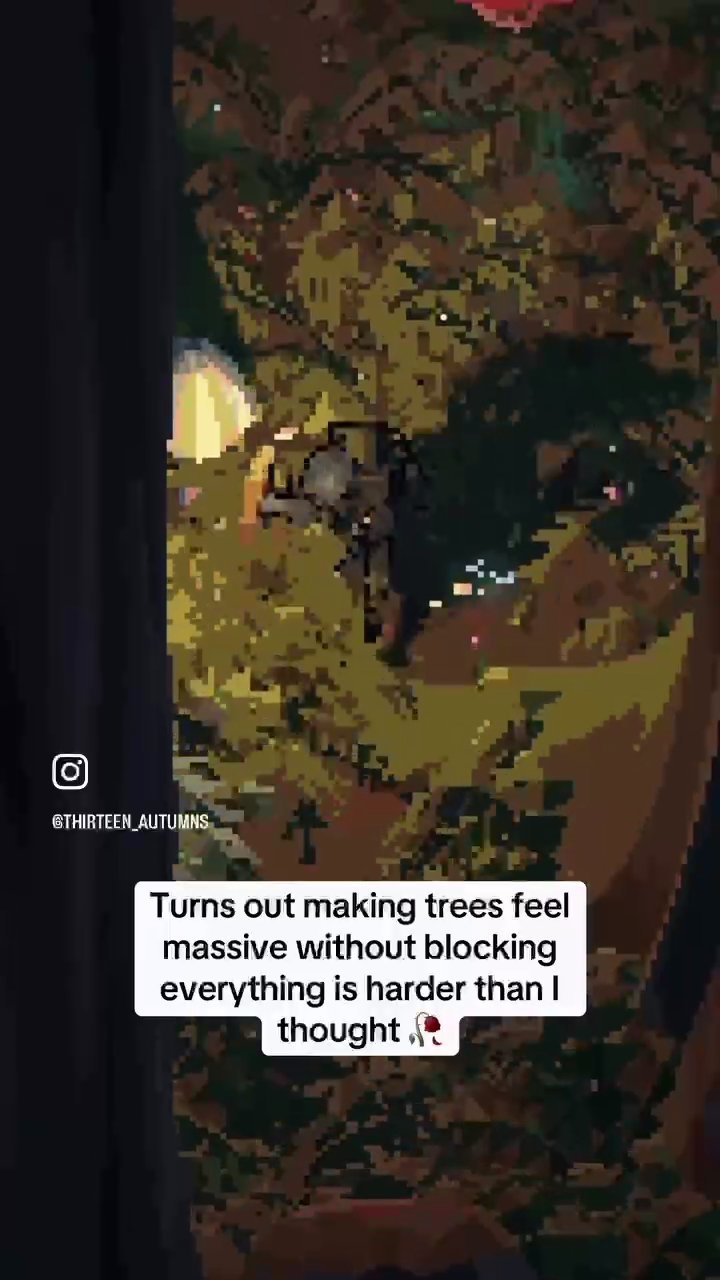 @THIRTEEN_AUTUMNS
Turns out making trees feel
massive without blocking
everything is harder than I
thought 🥀